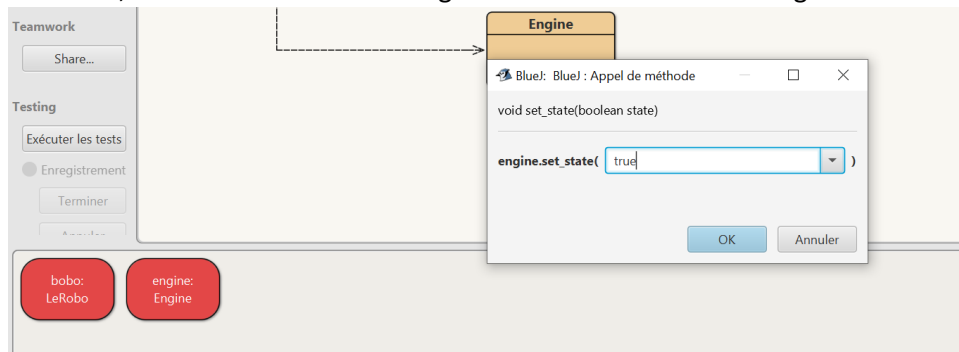 Teamwork
Share...
Testing
Exécuter les tests
Enregistrement
Terminer
Annuler
Engine
BlueJ: BlueJ : Appel de méthode
void set_state(boolean state)
engine.set_state( true )
OK Annuler
bobo:
LeRobo
engine:
Engine